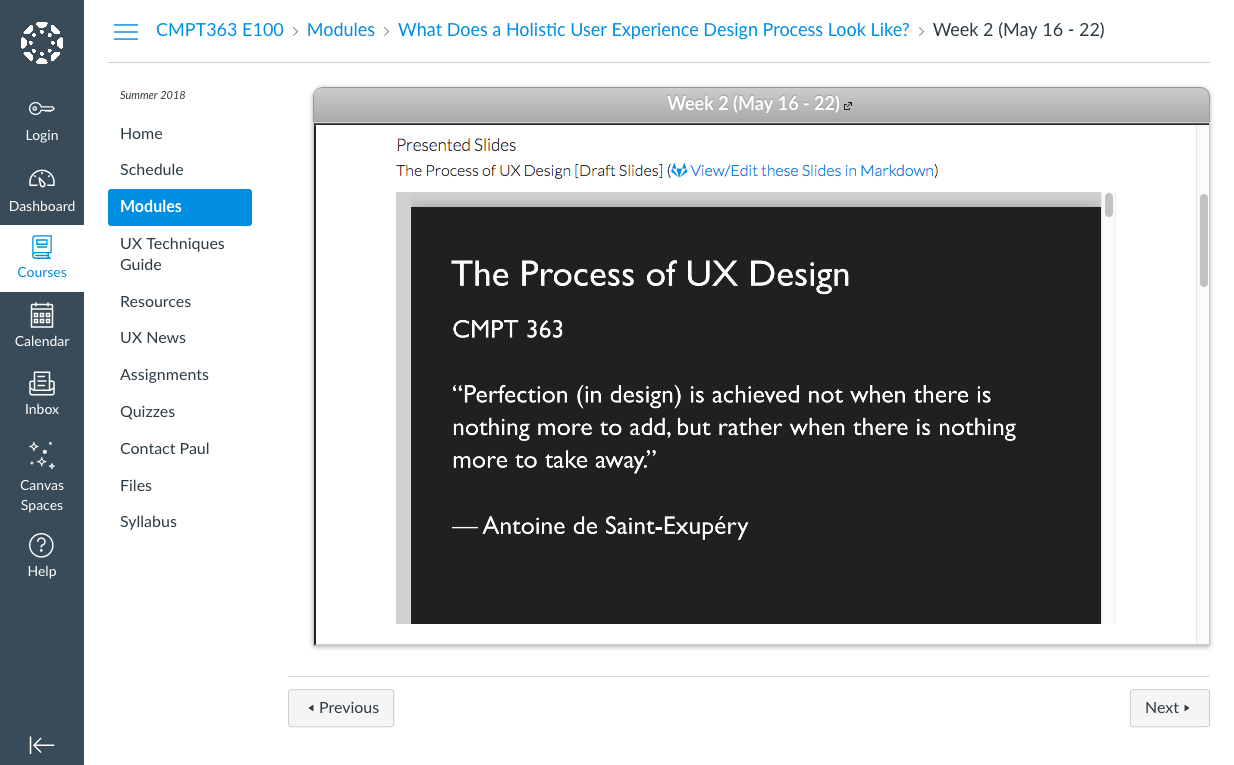 CMPT363 E100 › Modules › What Does a Holistic User Experience Design Process Look Like? › Week 2 (May 16 - 22)
Login
Dashboard
Courses
Calendar
Inbox
Canvas
Spaces
Help
Summer 2018
Home
Schedule
Modules
UX Techniques
Guide
Resources
UX News
Assignments
Quizzes
Contact Paul
Files
Syllabus
Week 2 (May 16 - 22)
Presented Slides
The Process of UX Design [Draft Slides] (View/Edit these Slides in Markdown)
The Process of UX Design
CMPT 363
“Perfection (in design) is achieved not when there is
nothing more to add, but rather when there is nothing
more to take away.”
— Antoine de Saint-Exupéry
Previous
Next